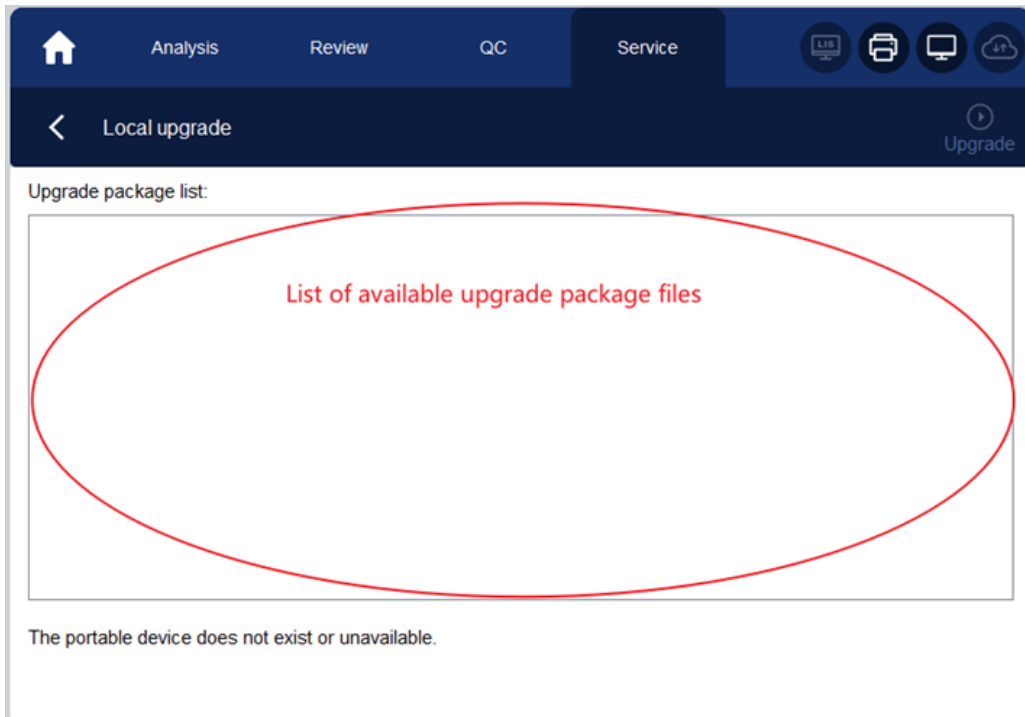 Analysis Review QC Service LIS
Local upgrade
Upgrade
Upgrade package list:
List of available upgrade package files
The portable device does not exist or unavailable.